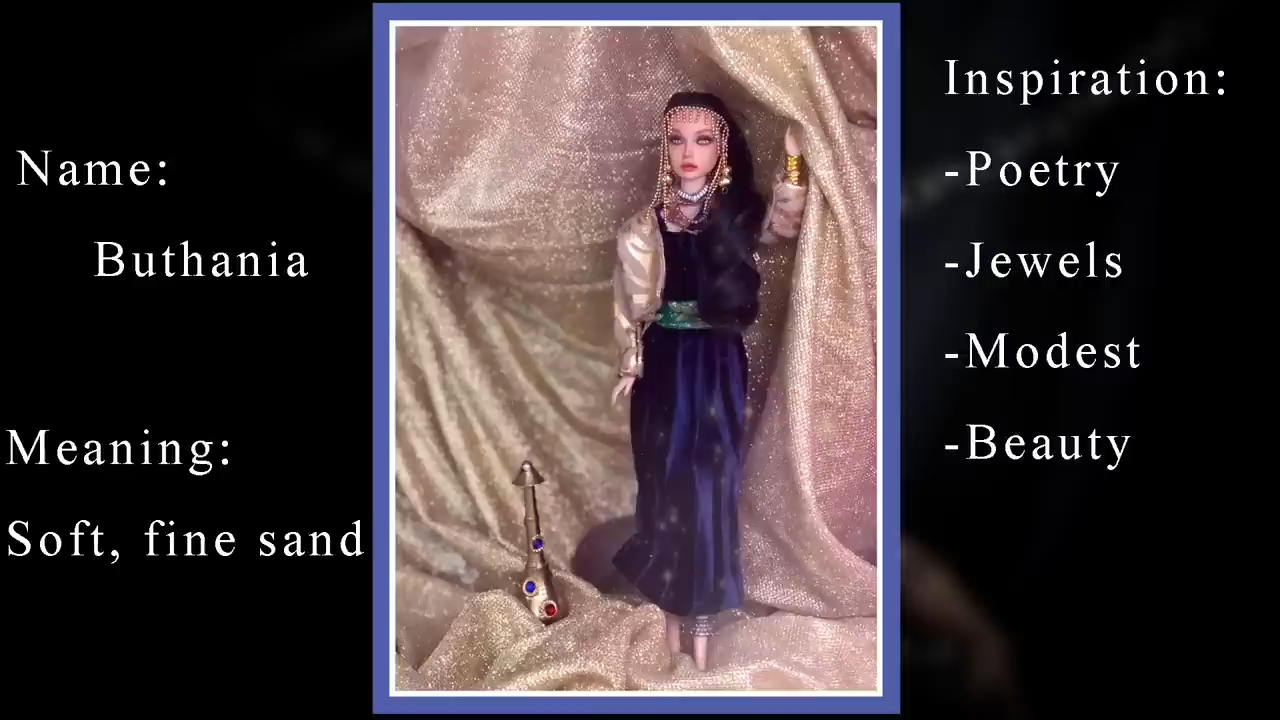 Name:
Buthania
Meaning:
Soft, fine sand
Inspiration:
-Poetry
-Jewels
-Modest
-Beauty